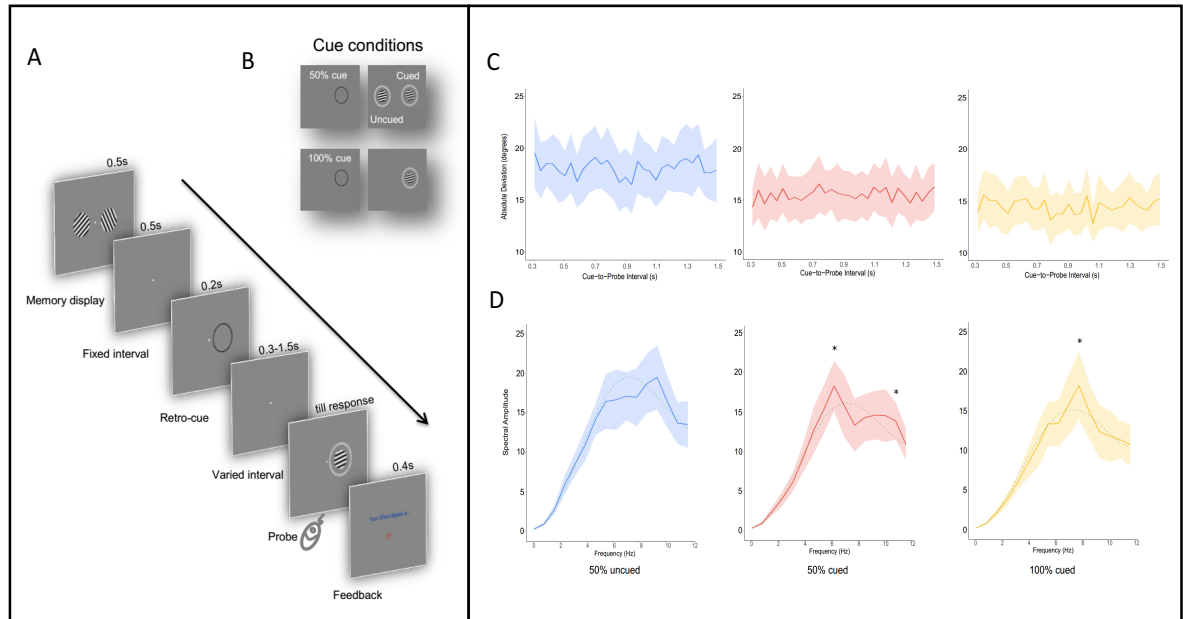 A
B
Cue conditions
50% cue
Cued
Uncued
100% cue
0.5s
Memory display
0.5s
Fixed interval
0.2s
Retro-cue
0.3-1.5s
Varied interval
till response
Probe
0.4s
Your offset degree is :
Feedback
C
Absolute Deviation (degrees)
25
20
15
10
0.3 0.5 0.7 0.9 1.1 1.3 1.5
Cue-to-Probe Interval (s)
25
20
15
10
0.3 0.5 0.7 0.9 1.1 1.3 1.5
Cue-to-Probe Interval (s)
25
20
15
10
0.3 0.5 0.7 0.9 1.1 1.3 1.5
Cue-to-Probe Interval (s)
D
Spectral Amplitude
25
20
15
10
5
0
0 2 4 6 8 10 12
Frequency (Hz)
50% uncued
25
20
15
10
5
0
* *
0 2 4 6 8 10 12
Frequency (Hz)
50% cued
25
20
15
10
5
0
*
0 2 4 6 8 10 12
Frequency (Hz)
100% cued